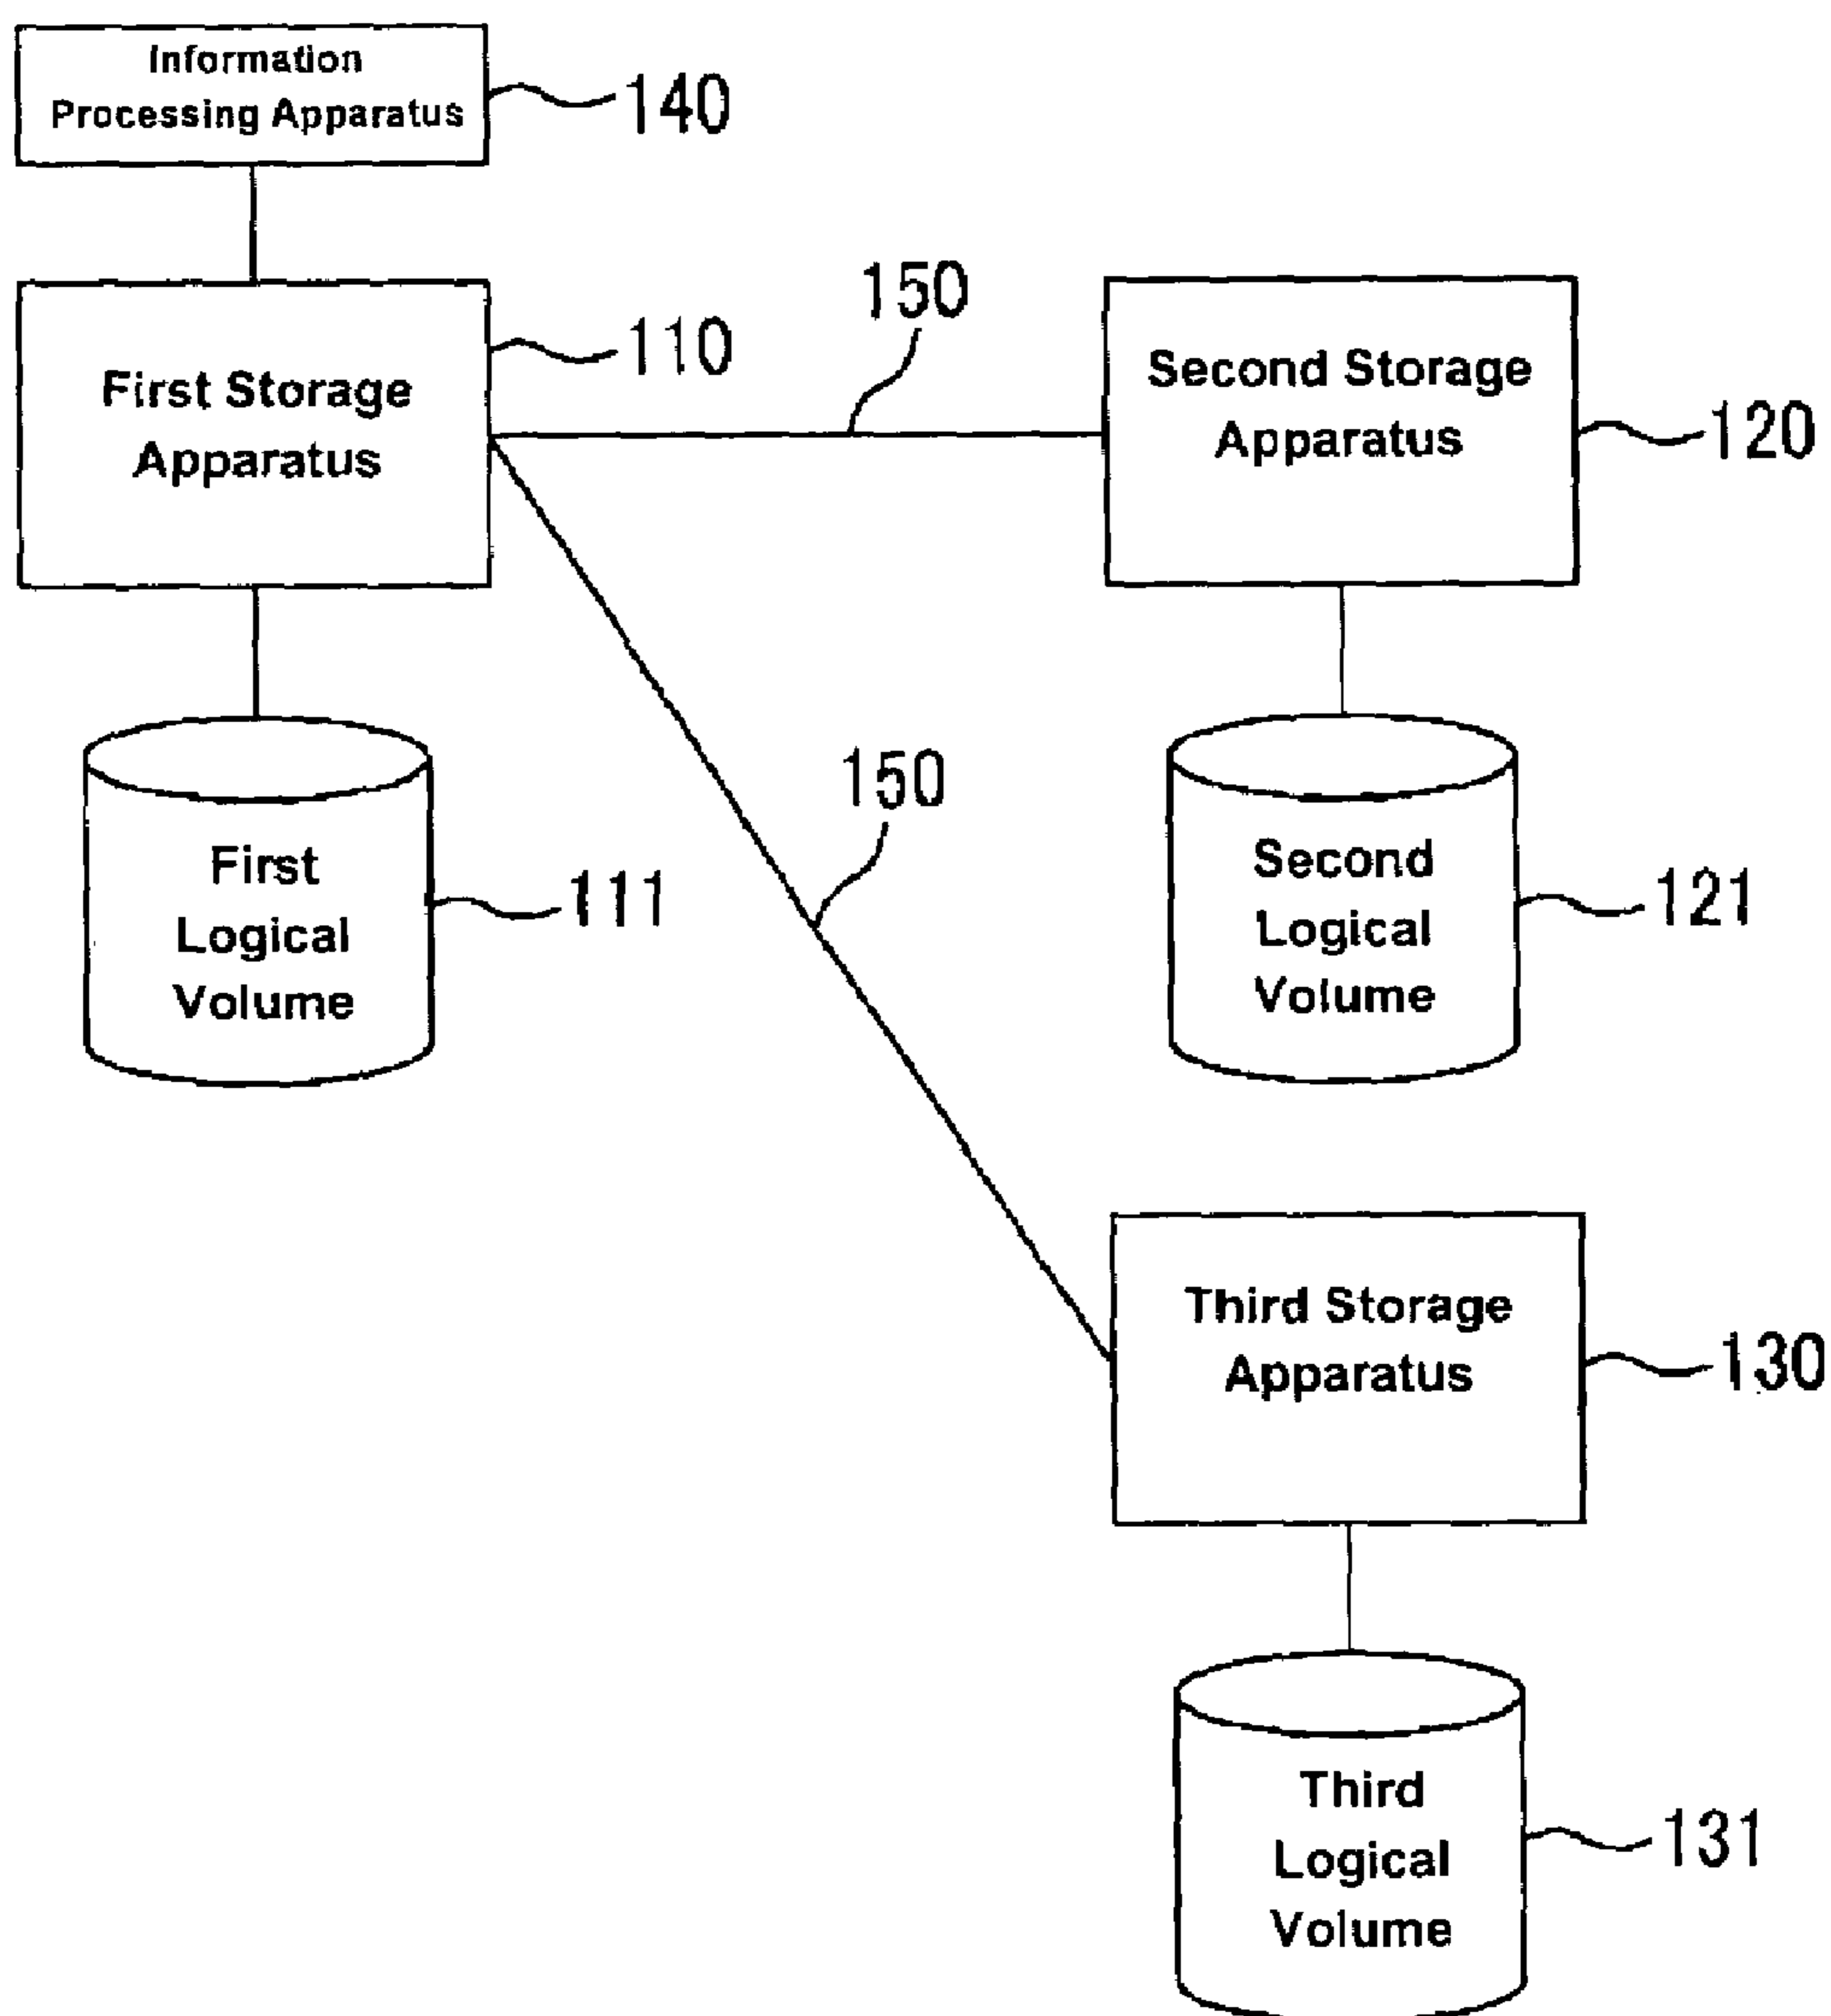 Information
Processing Apparatus
140
150
110
First Storage
Apparatus
Second Storage
Apparatus
120
150
First
Logical
Volume
111
Second
Logical
Volume
121
Third Storage
Apparatus
130
Third
Logical
Volume
131